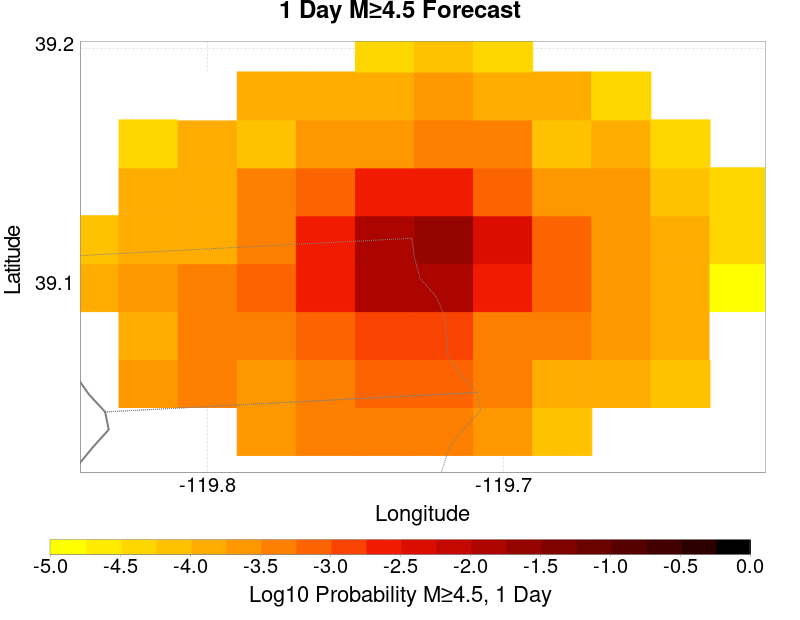 1 Day M≥4.5 Forecast
39.2
39.1
Latitude
-119.8 -119.7
Longitude
-5.0 -4.5 -4.0 -3.5 -3.0 -2.5 -2.0 -1.5 -1.0 -0.5 0.0
Log10 Probability M≥4.5, 1 Day